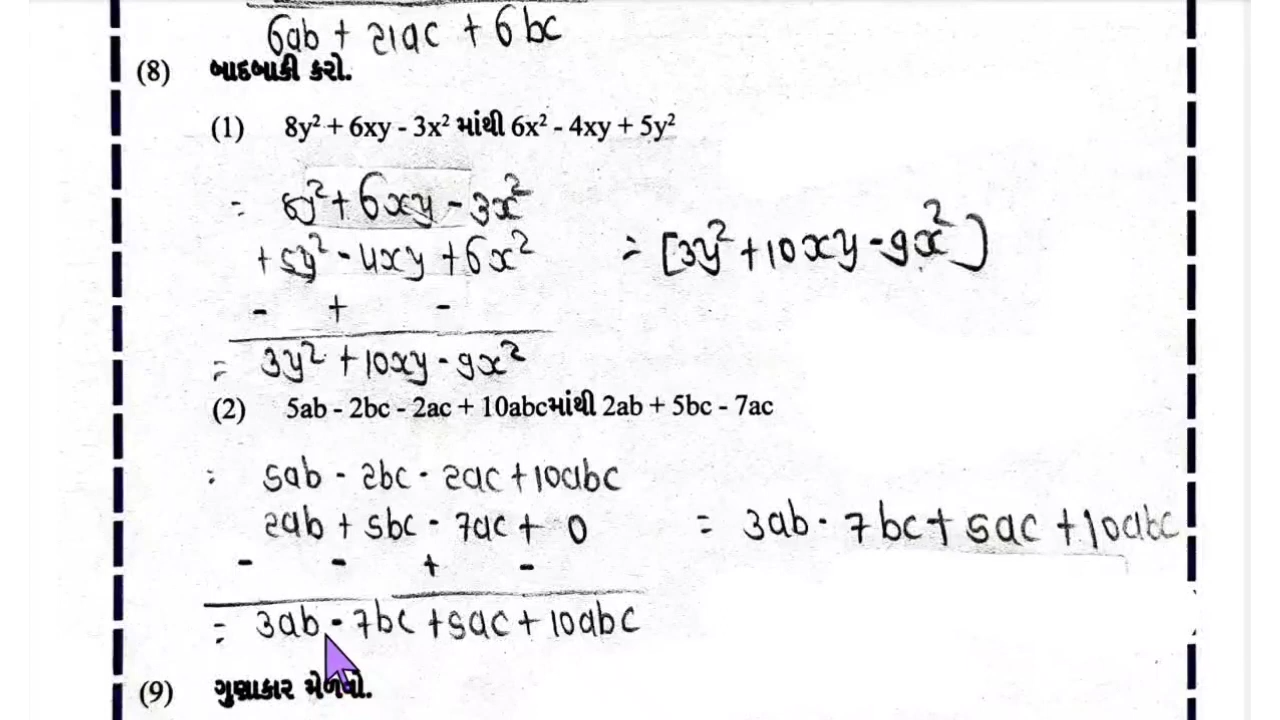 6ab + 21ac + 6bc
(8) બાદબાકી કરો.
(1) 8y² + 6xy - 3x² માંથી 6x² - 4xy + 5y²
= 8y² + 6xy - 3x²
+ 5y² - 4xy + 6x² = [3y² + 10xy - 9x²]
- + -
= 3y² + 10xy - 9x²
(2) 5ab - 2bc - 2ac + 10abcમાંથી 2ab + 5bc - 7ac
: 5ab - 2bc - 2ac + 10abc
2ab + 5bc - 7ac + 0 = 3ab - 7bc + 5ac + 10abc
- - + -
= 3ab - 7bc + 5ac + 10abc
(9) ગુણાકાર મેળવો.